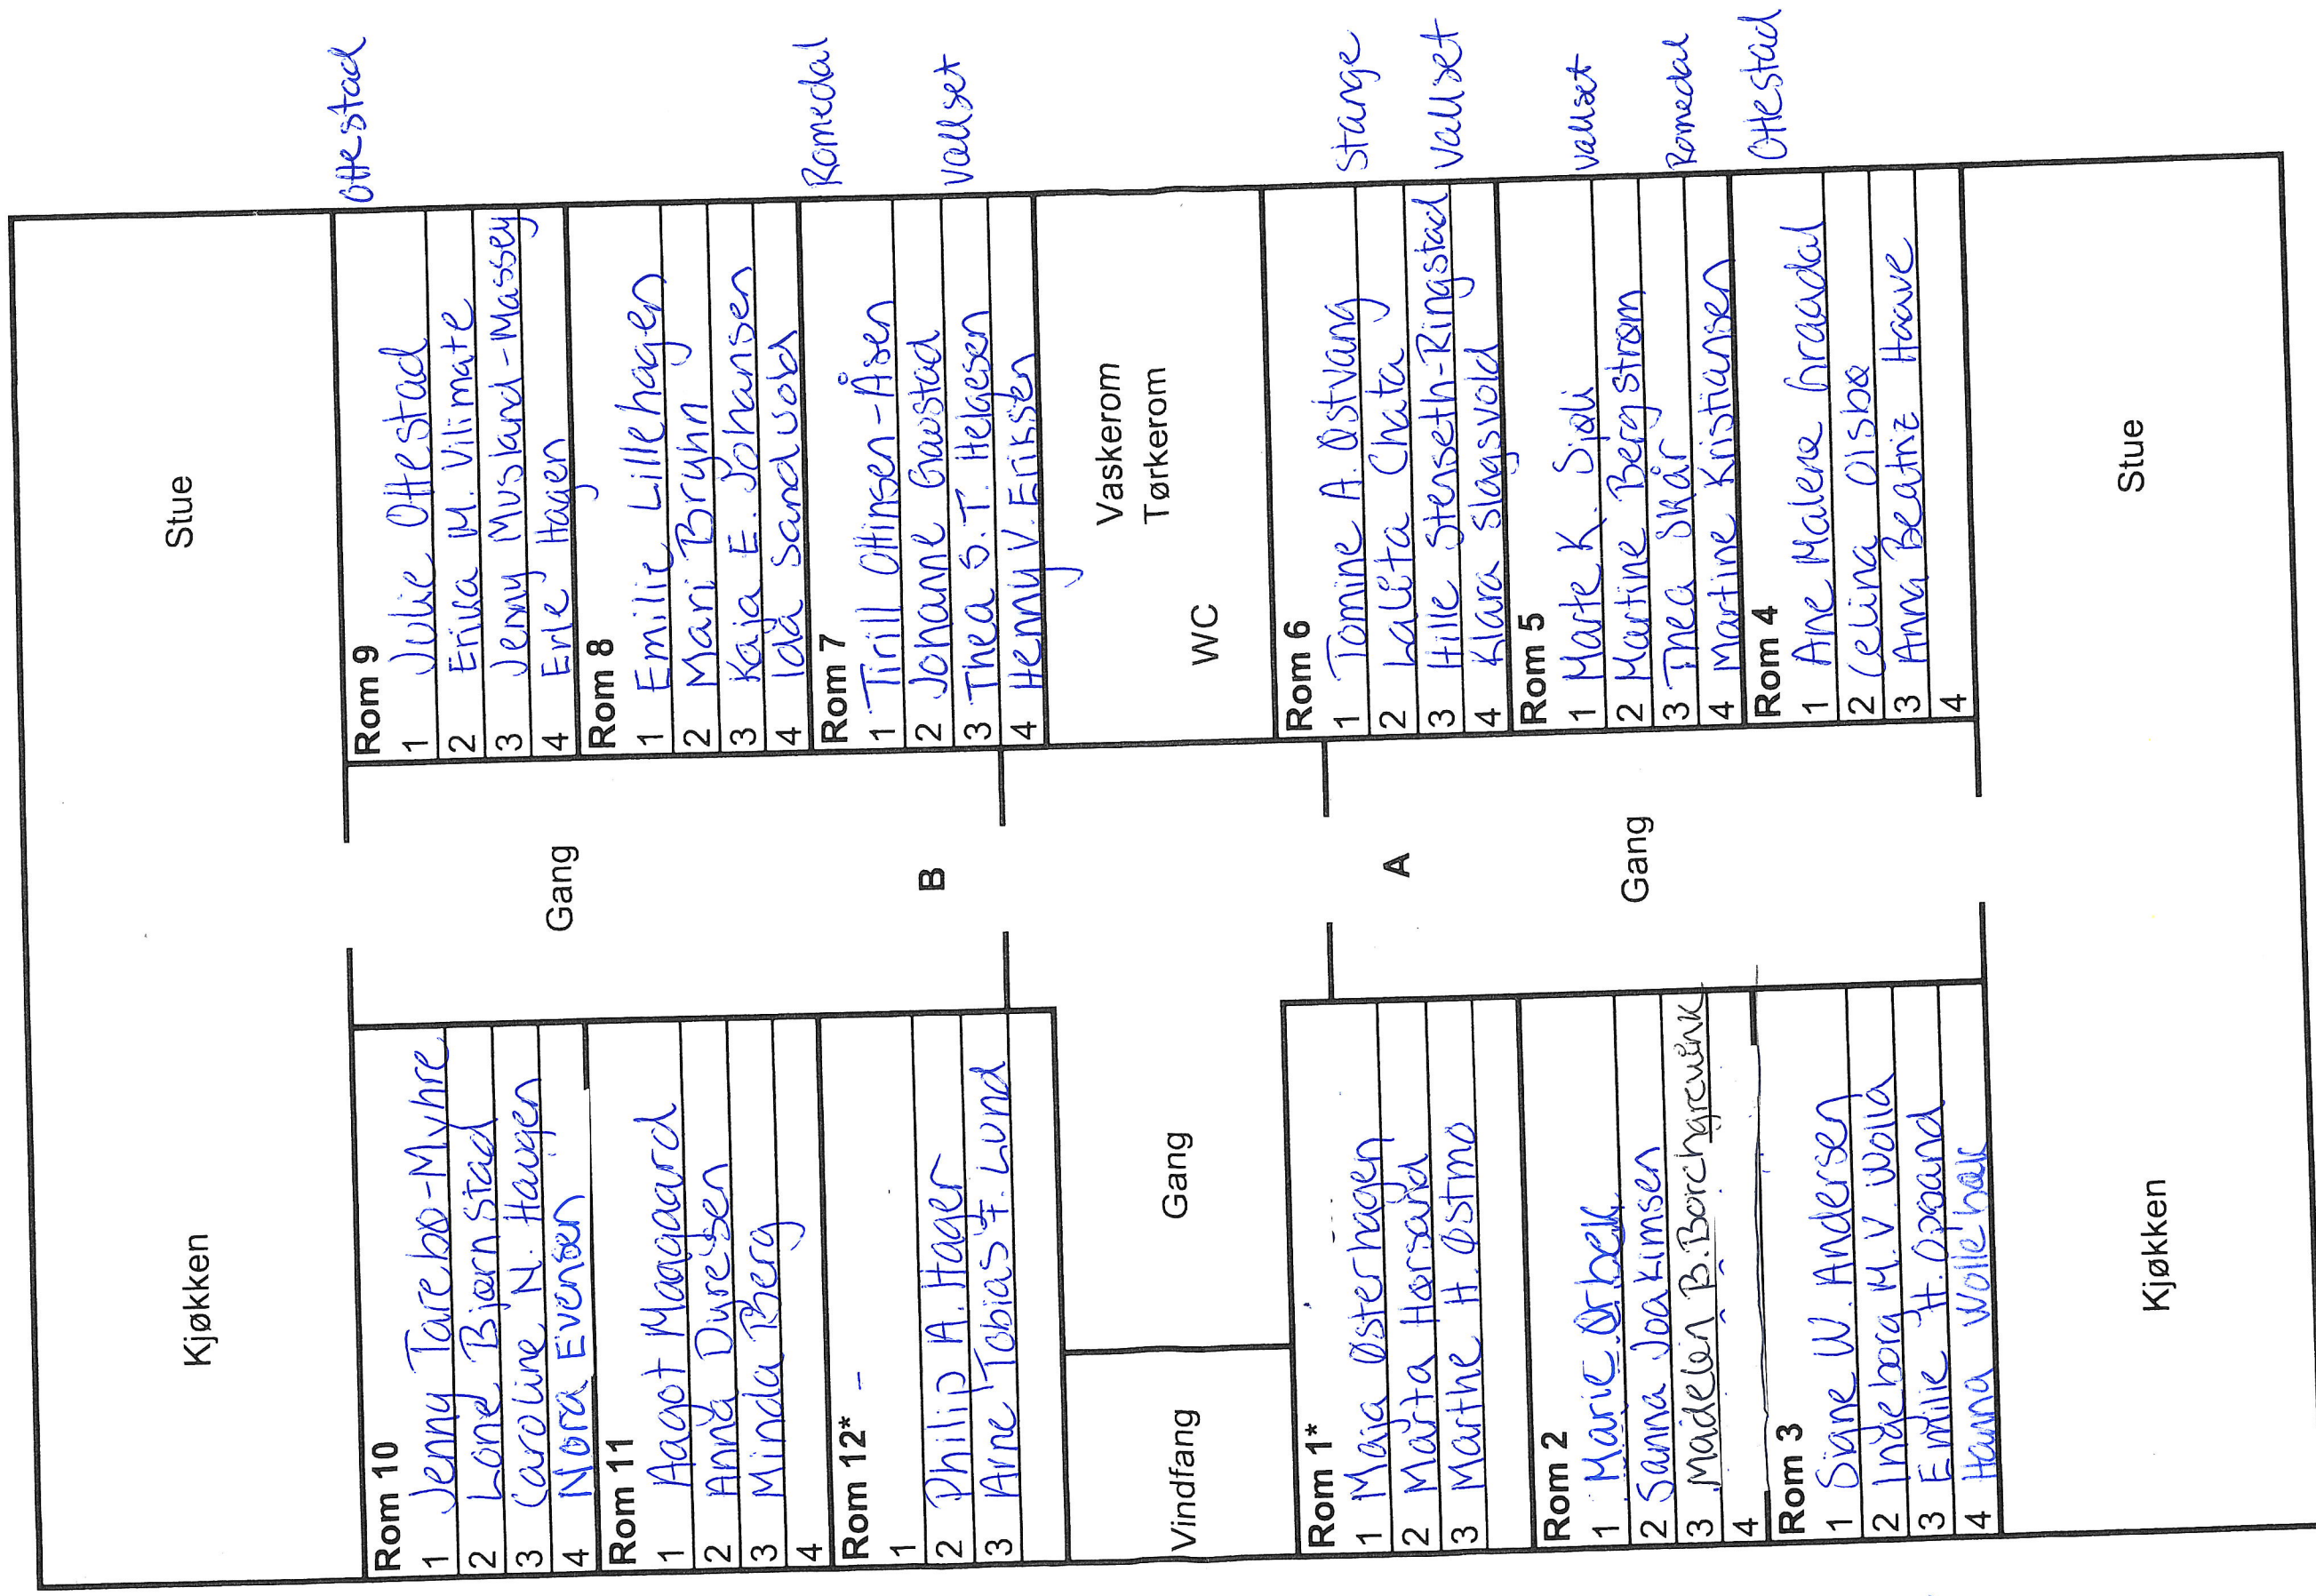 Kjøkken
Stue
Rom 10
1 Jenny Tarebø-Myhre
2 Lone Bjørnstad
3 Caroline N. Haugen
4 Nora Evensen
Rom 11
1 Aagot Maagaard
2 Anna Duresen
3 Minda Berg
4
Rom 12* -
1
2 Philip A. Hager
3 Arne Tobias F. Lund
Gang
B
Rom 9
1 Julie Ottestad
2 Erika M. Vilimate
3 Jenny Musland-Massey
4 Erle Hagen
Ottestad
Rom 8
1 Emilie Lillehagen
2 Mari Bruhn
3 Kaja E. Johansen
4 Ida Sandvold
Rom 7
1 Tirill Ottinsen-Åsen
2 Johanne Gaustad
3 Thea S.T. Helgesen
4 Henny V. Eriksen
Romedal
Vallset
Vindfang
Gang
WC
Vaskerom
Tørkerom
Rom 1*
1 Maja Østerhagen
2 Marta Horsand
3 Marthe H. Østmo
Rom 2
1 Marie Ørbekk
2 Sanna Joakimsen
3 Madelen B. Borchgrevink
4
Rom 3
1 Signe W. Andersen
2 Ingeborg M. V. Wolla
3 Emilie H. Opsand
4 Hanna
A
Gang
Rom 6
1 Tomine A. Østvang
2 Lalita Chata
3 Hille Stenseth-Ringstad
4 Klara Slagsvold
Stange
Vallset
Rom 5
1 Marte K. Sjøli
2 Martine Bergstrøm
3 Thea Skår
4 Martine Kristiansen
Vallset
Romedal
Rom 4
1 Ane Malene Graadal
2 Celina Olsbø
3 Anna Beatriz Haave
4
Ottestad
Kjøkken
Stue